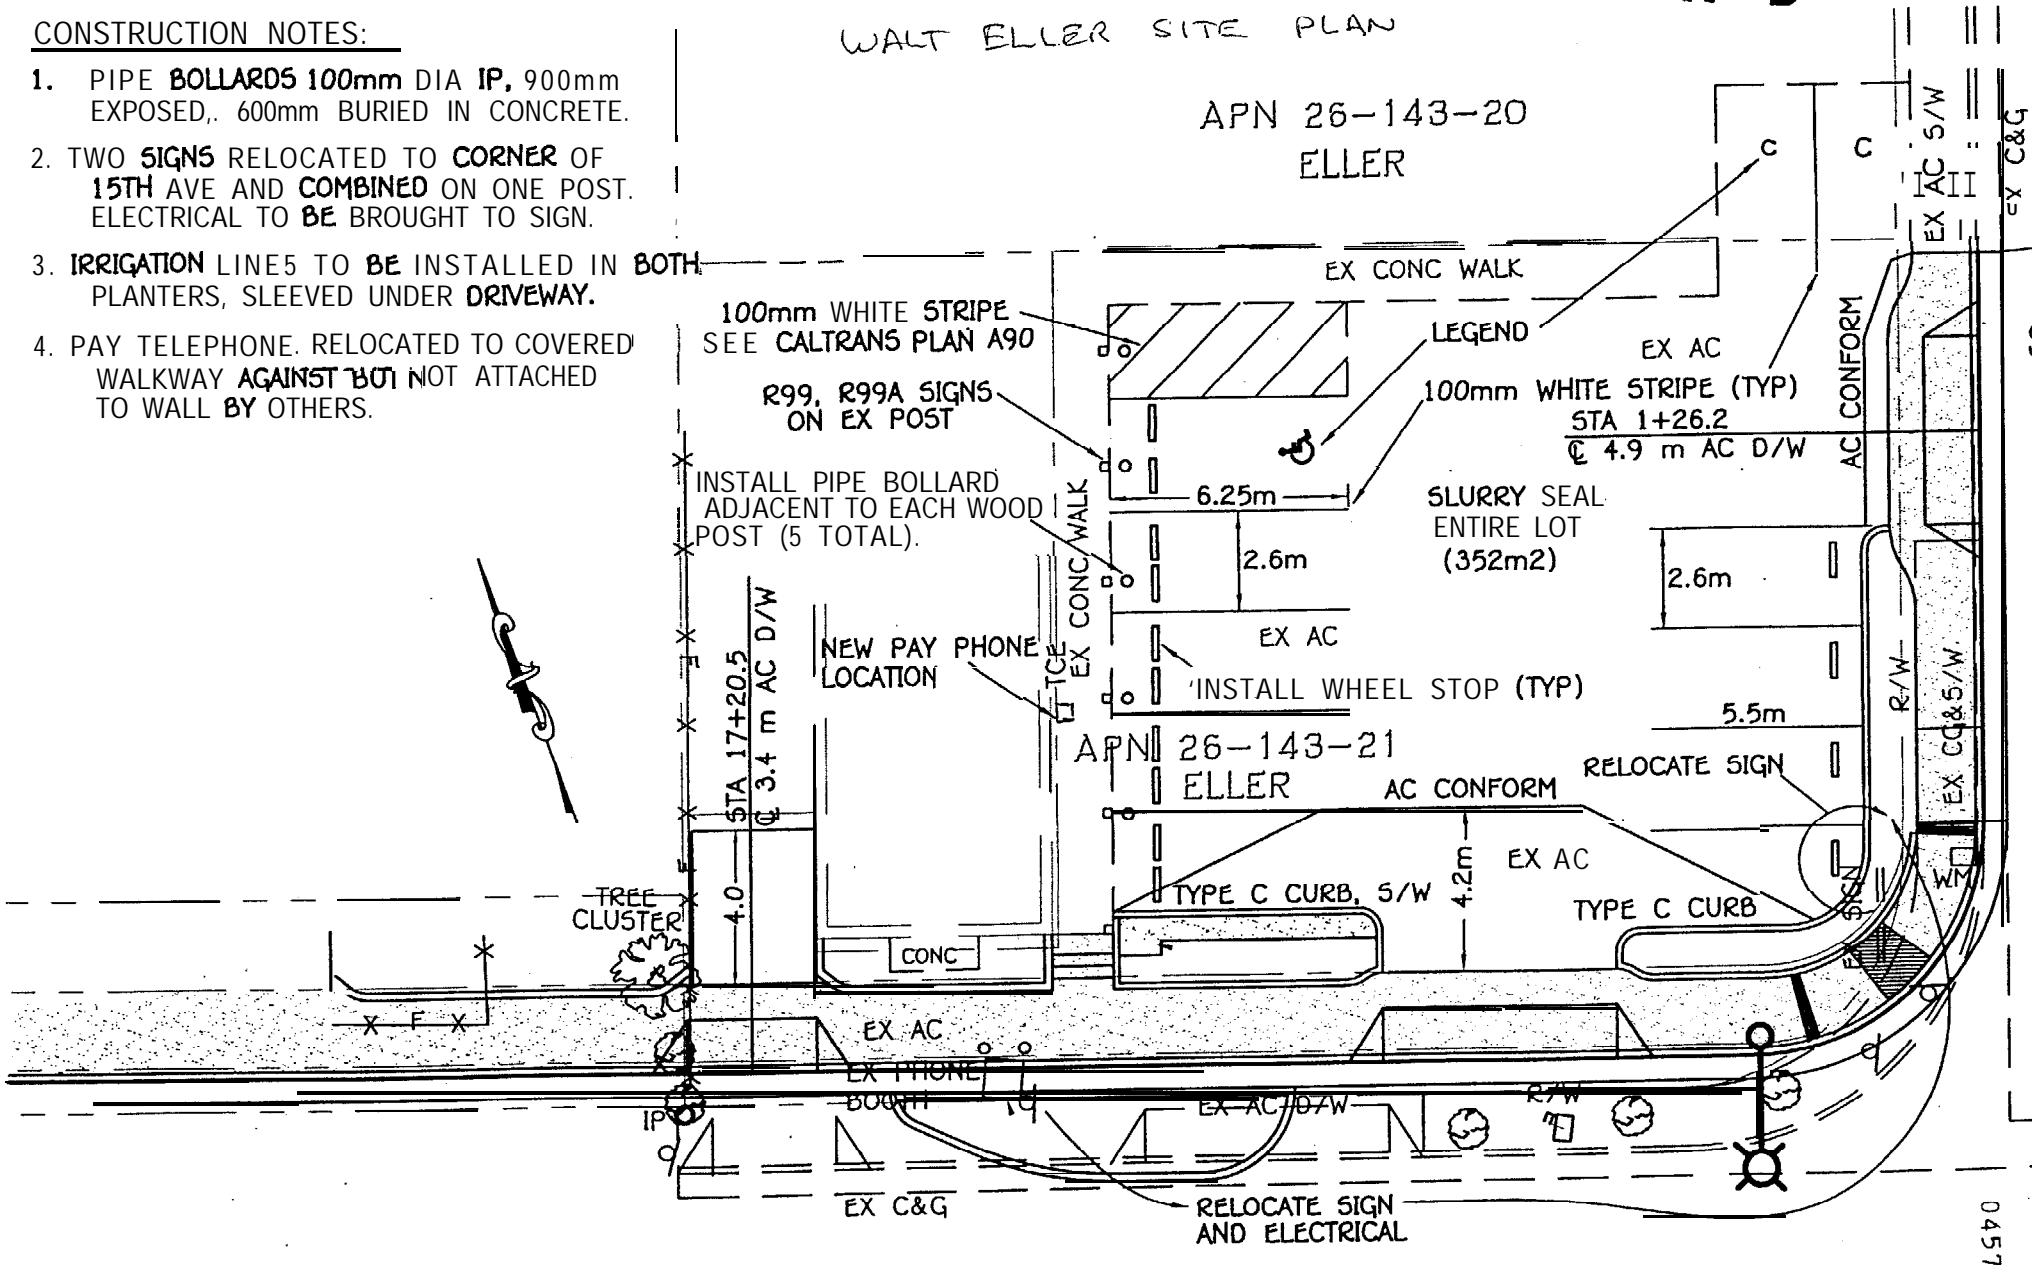 WALT ELLER SITE PLAN
CONSTRUCTION NOTES:
1. PIPE BOLLARDS 100mm DIA IP, 900mm
EXPOSED,. 600mm BURIED IN CONCRETE.
2. TWO SIGNS RELOCATED TO CORNER OF
15TH AVE AND COMBINED ON ONE POST.
ELECTRICAL TO BE BROUGHT TO SIGN.
3. IRRIGATION LINE5 TO BE INSTALLED IN BOTH
PLANTERS, SLEEVED UNDER DRIVEWAY.
4. PAY TELEPHONE. RELOCATED TO COVERED
WALKWAY AGAINST BUT NOT ATTACHED
TO WALL BY OTHERS.
APN 26-143-20
ELLER
C
C
EX AC S/W
EX C&G
EX CONC WALK
100mm WHITE STRIPE
SEE CALTRANS PLAN A90
LEGEND
EX AC
AC CONFORM
R99, R99A SIGNS
ON EX POST
100mm WHITE STRIPE (TYP)
STA 1+26.2
℄ 4.9 m AC D/W
INSTALL PIPE BOLLARD
ADJACENT TO EACH WOOD
POST (5 TOTAL).
6.25m
SLURRY SEAL
ENTIRE LOT
(352m2)
EX CONC WALK
2.6m
2.6m
STA 17+20.5
℄ 3.4 m AC D/W
NEW PAY PHONE
LOCATION
TCE
EX AC
INSTALL WHEEL STOP (TYP)
R/W
EX CG&S/W
5.5m
APN 26-143-21
ELLER
RELOCATE SIGN
AC CONFORM
4.0
4.2m
EX AC
TREE
CLUSTER
TYPE C CURB, S/W
TYPE C CURB
EX SIGN
WM
CONC
X F X
EX AC
EX PHONE
BOOTH
EX AC D/W
R/W
IP
EX C&G
RELOCATE SIGN
AND ELECTRICAL
0457